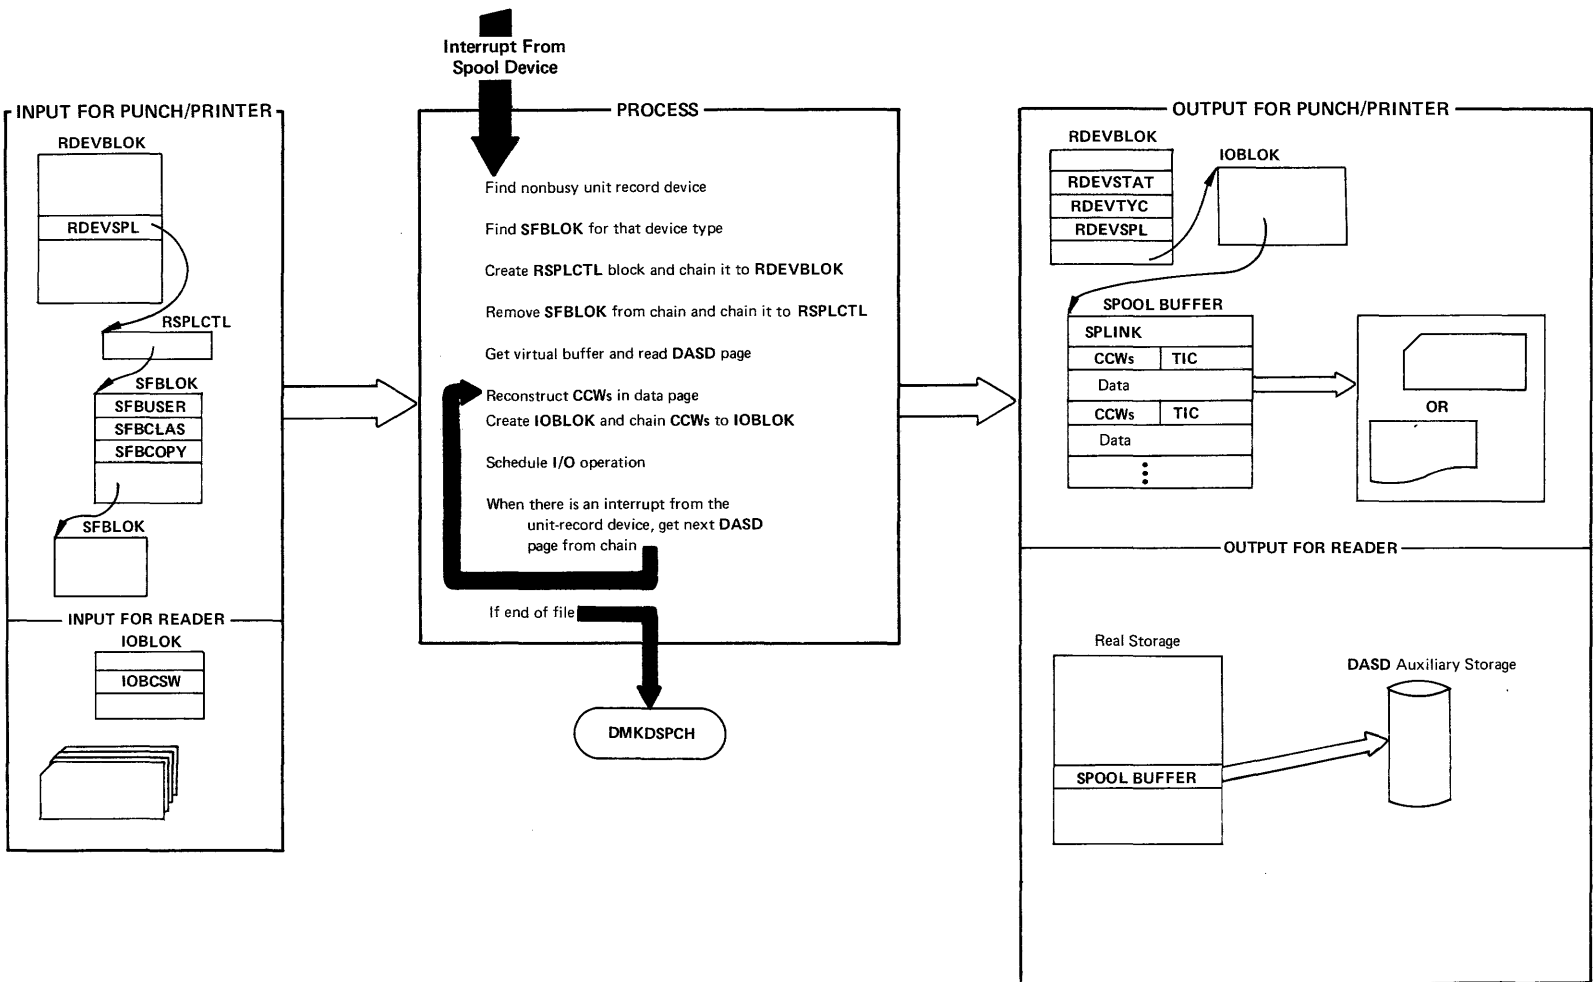 Interrupt From
Spool Device
INPUT FOR PUNCH/PRINTER
RDEVBLOK
RDEVSPL
RSPLCTL
SFBLOK
SFBUSER
SFBCLAS
SFBCOPY
SFBLOK
INPUT FOR READER
IOBLOK
IOBCSW
PROCESS
Find nonbusy unit record device
Find SFBLOK for that device type
Create RSPLCTL block and chain it to RDEVBLOK
Remove SFBLOK from chain and chain it to RSPLCTL
Get virtual buffer and read DASD page
Reconstruct CCWs in data page
Create IOBLOK and chain CCWs to IOBLOK
Schedule I/O operation
When there is an interrupt from the
unit-record device, get next DASD
page from chain
If end of file
DMKDSPCH
OUTPUT FOR PUNCH/PRINTER
RDEVBLOK
RDEVSTAT
RDEVTYC
RDEVSPL
IOBLOK
SPOOL BUFFER
SPLINK
CCWs TIC
Data
CCWs TIC
Data
OR
OUTPUT FOR READER
Real Storage
SPOOL BUFFER
DASD Auxiliary Storage